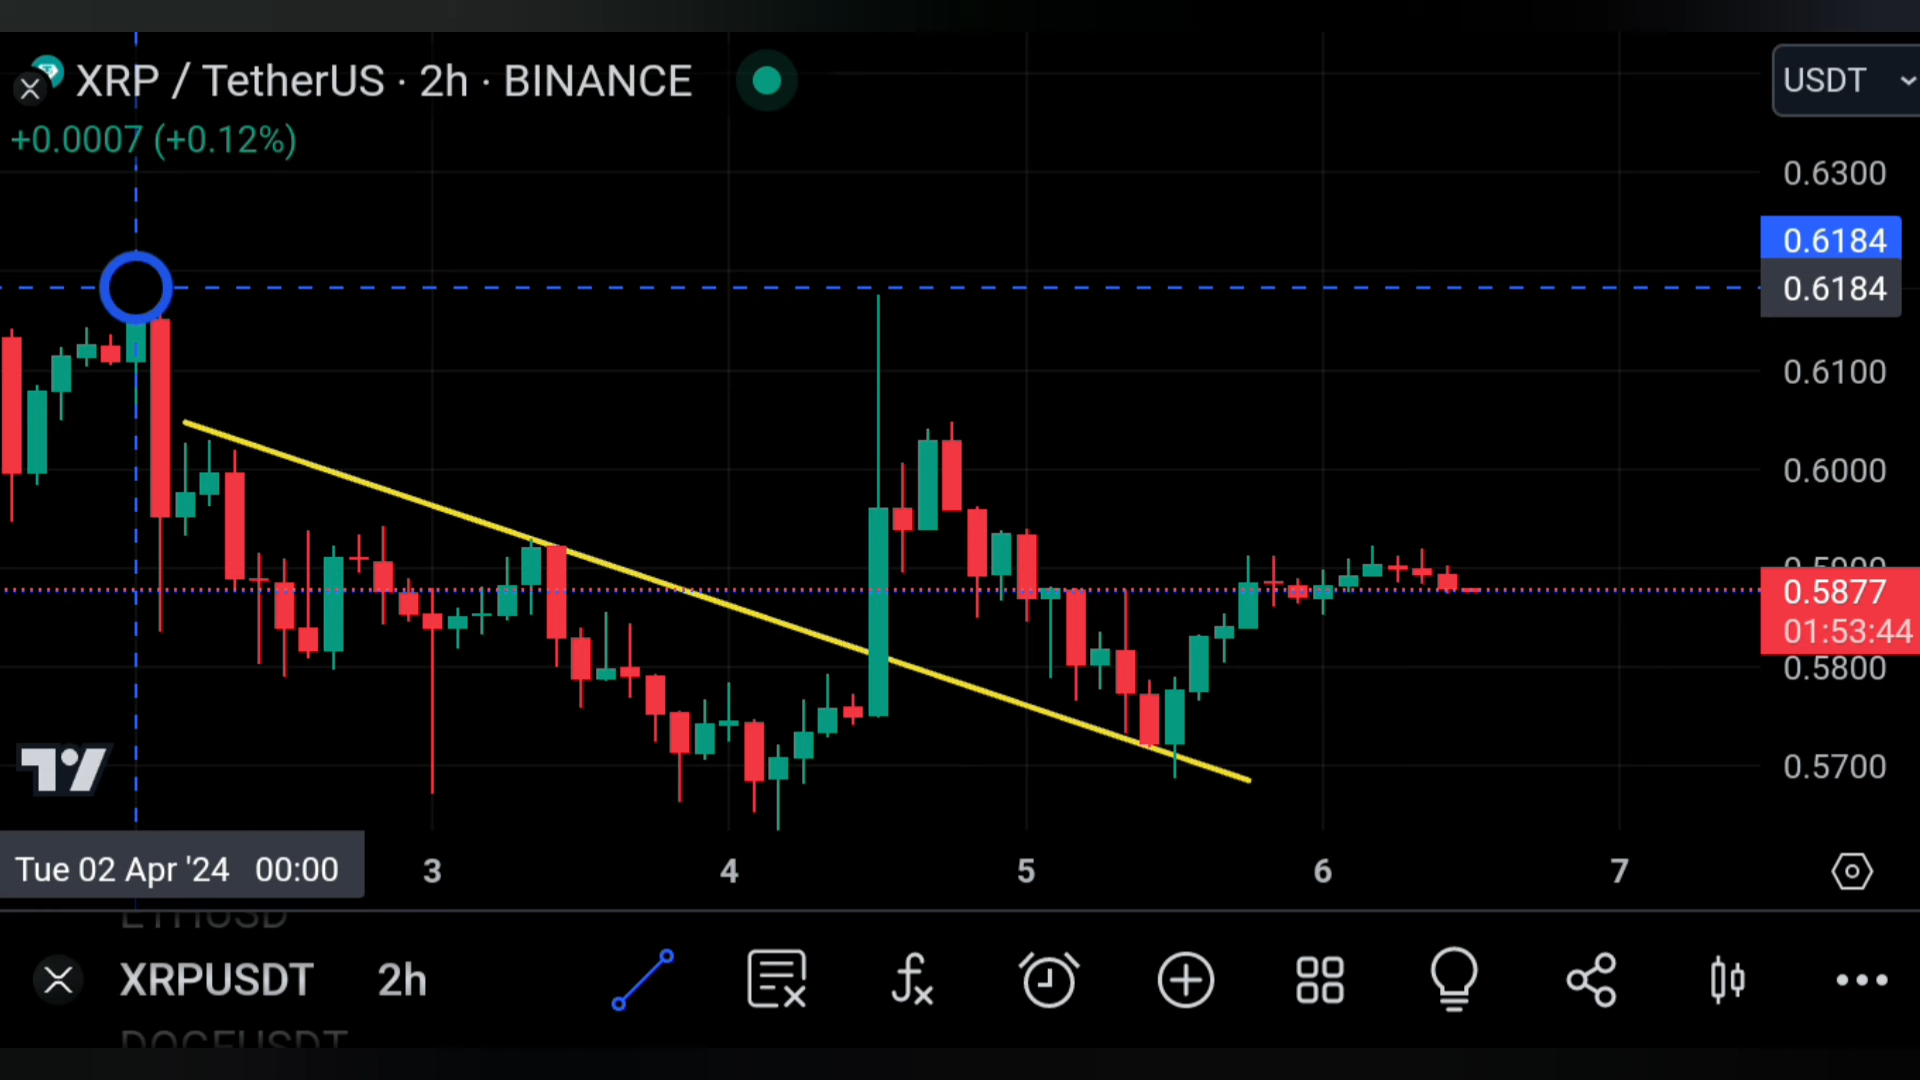 XRP / TetherUS · 2h · BINANCE
USDT
+0.0007 (+0.12%)
0.6300
0.6184
0.6184
0.6100
0.6000
0.5877
01:53:44
0.5800
0.5700
Tue 02 Apr '24 00:00
3
4
5
6
7
ETHUSD
XRPUSDT
2h
DOGEUSDT